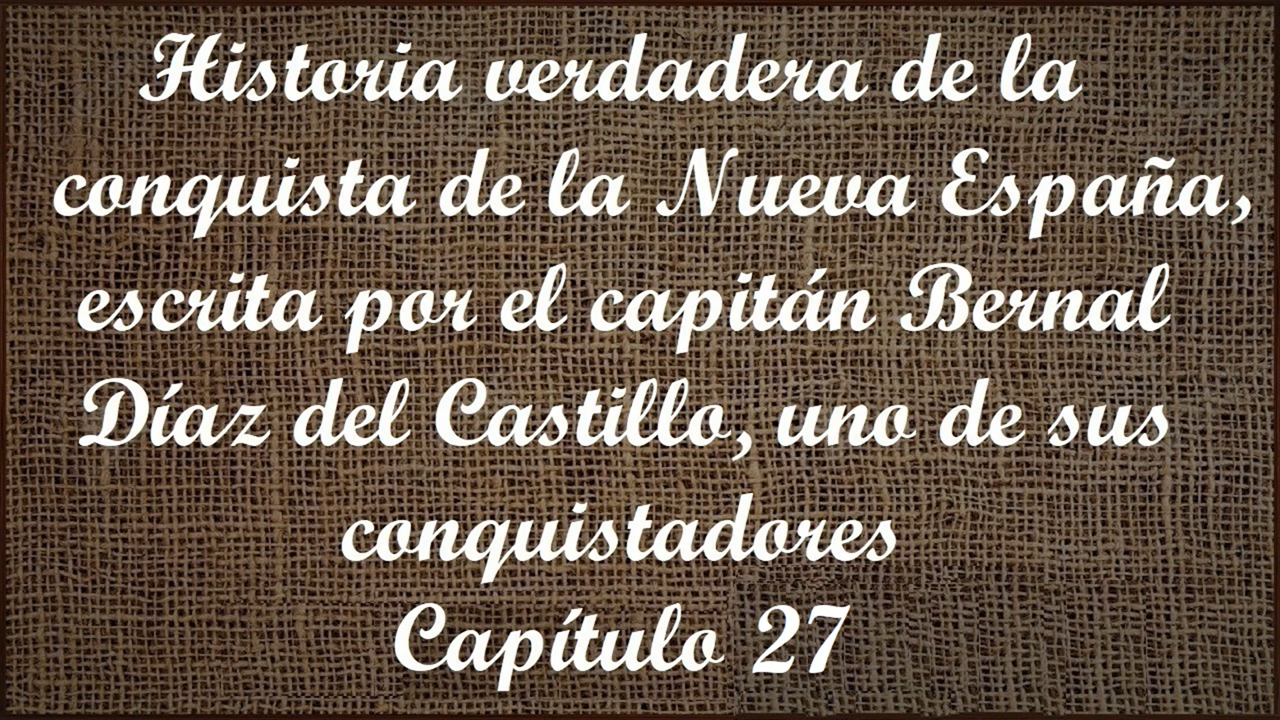 Historia verdadera de la
conquista de la Nueva España,
escrita por el capitán Bernal
Díaz del Castillo, uno de sus
conquistadores
Capítulo 27